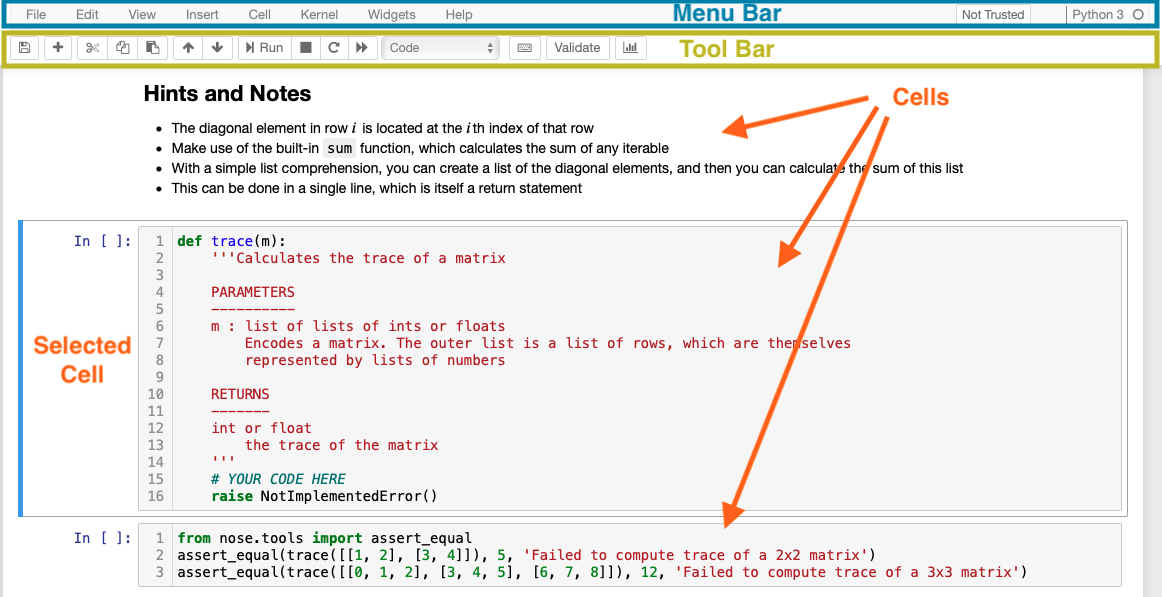 File Edit View Insert Cell Kernel Widgets Help Menu Bar Not Trusted Python 3
Run Code Validate Tool Bar
Hints and Notes
Cells
• The diagonal element in row i is located at the i th index of that row
• Make use of the built-in sum function, which calculates the sum of any iterable
• With a simple list comprehension, you can create a list of the diagonal elements, and then you can calculate the sum of this list
• This can be done in a single line, which is itself a return statement
Selected
Cell
In [ ]:
1 def trace(m):
2     '''Calculates the trace of a matrix
3
4     PARAMETERS
5     ----------
6     m : list of lists of ints or floats
7         Encodes a matrix. The outer list is a list of rows, which are themselves
8         represented by lists of numbers
9
10     RETURNS
11     -------
12     int or float
13         the trace of the matrix
14     '''
15     # YOUR CODE HERE
16     raise NotImplementedError()
In [ ]:
1 from nose.tools import assert_equal
2 assert_equal(trace([[1, 2], [3, 4]]), 5, 'Failed to compute trace of a 2x2 matrix')
3 assert_equal(trace([[0, 1, 2], [3, 4, 5], [6, 7, 8]]), 12, 'Failed to compute trace of a 3x3 matrix')